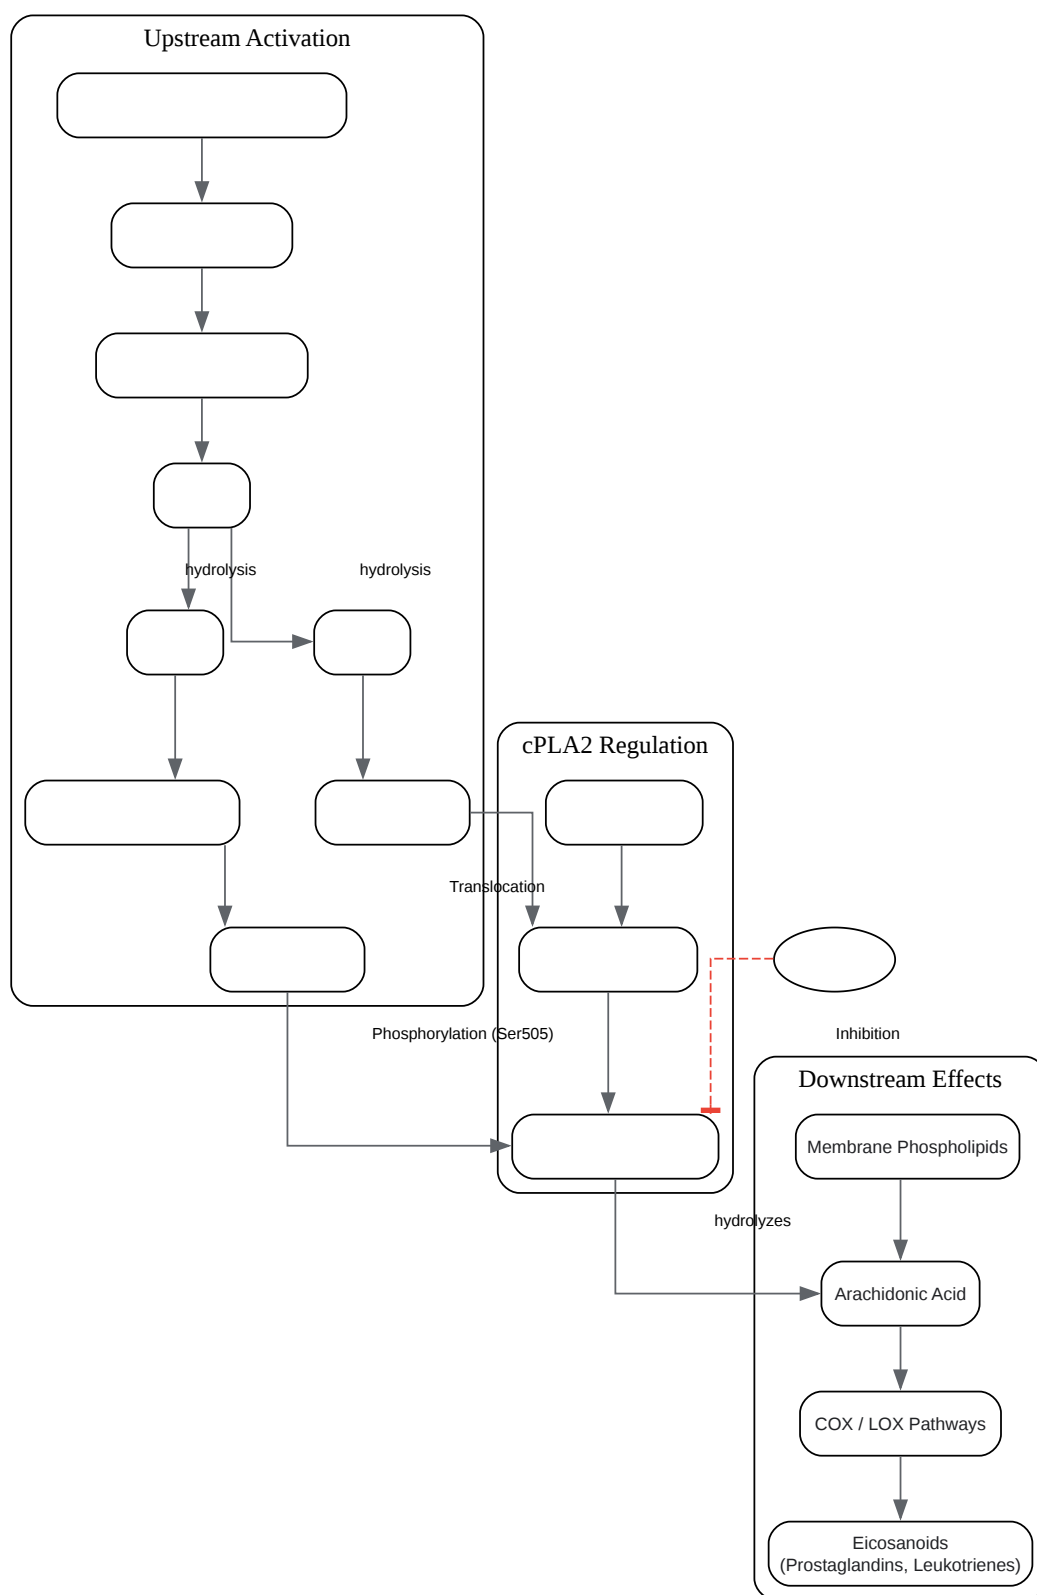 Upstream Activation
hydrolysis
hydrolysis
cPLA2 Regulation
Translocation
Phosphorylation (Ser505)
Inhibition
Downstream Effects
Membrane Phospholipids
hydrolyzes
Arachidonic Acid
COX / LOX Pathways
Eicosanoids
(Prostaglandins, Leukotrienes)